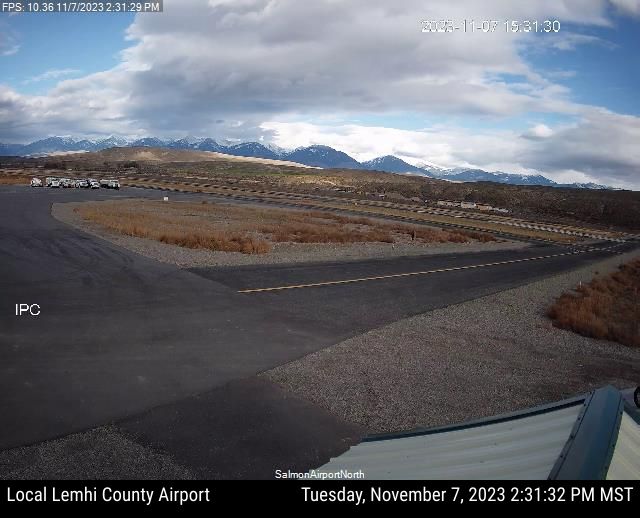 FPS: 10.36 11/7/2023 2:31:29 PM
2023-11-07 15:31:30
IPC
SalmonAirportNorth
Local Lemhi County Airport
Tuesday, November 7, 2023 2:31:32 PM MST